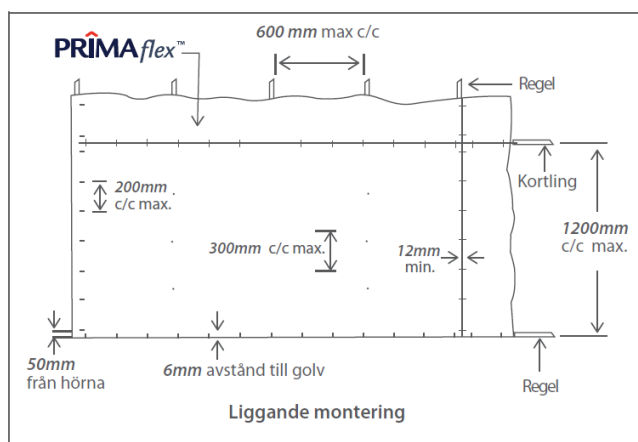 600 mm max c/c
PRÎMAflex™
Regel
Kortling
200mm
c/c max.
300mm c/c max.
12mm
min.
1200mm
c/c max.
50mm
från hörna
6mm avstånd till golv
Regel
Liggande montering